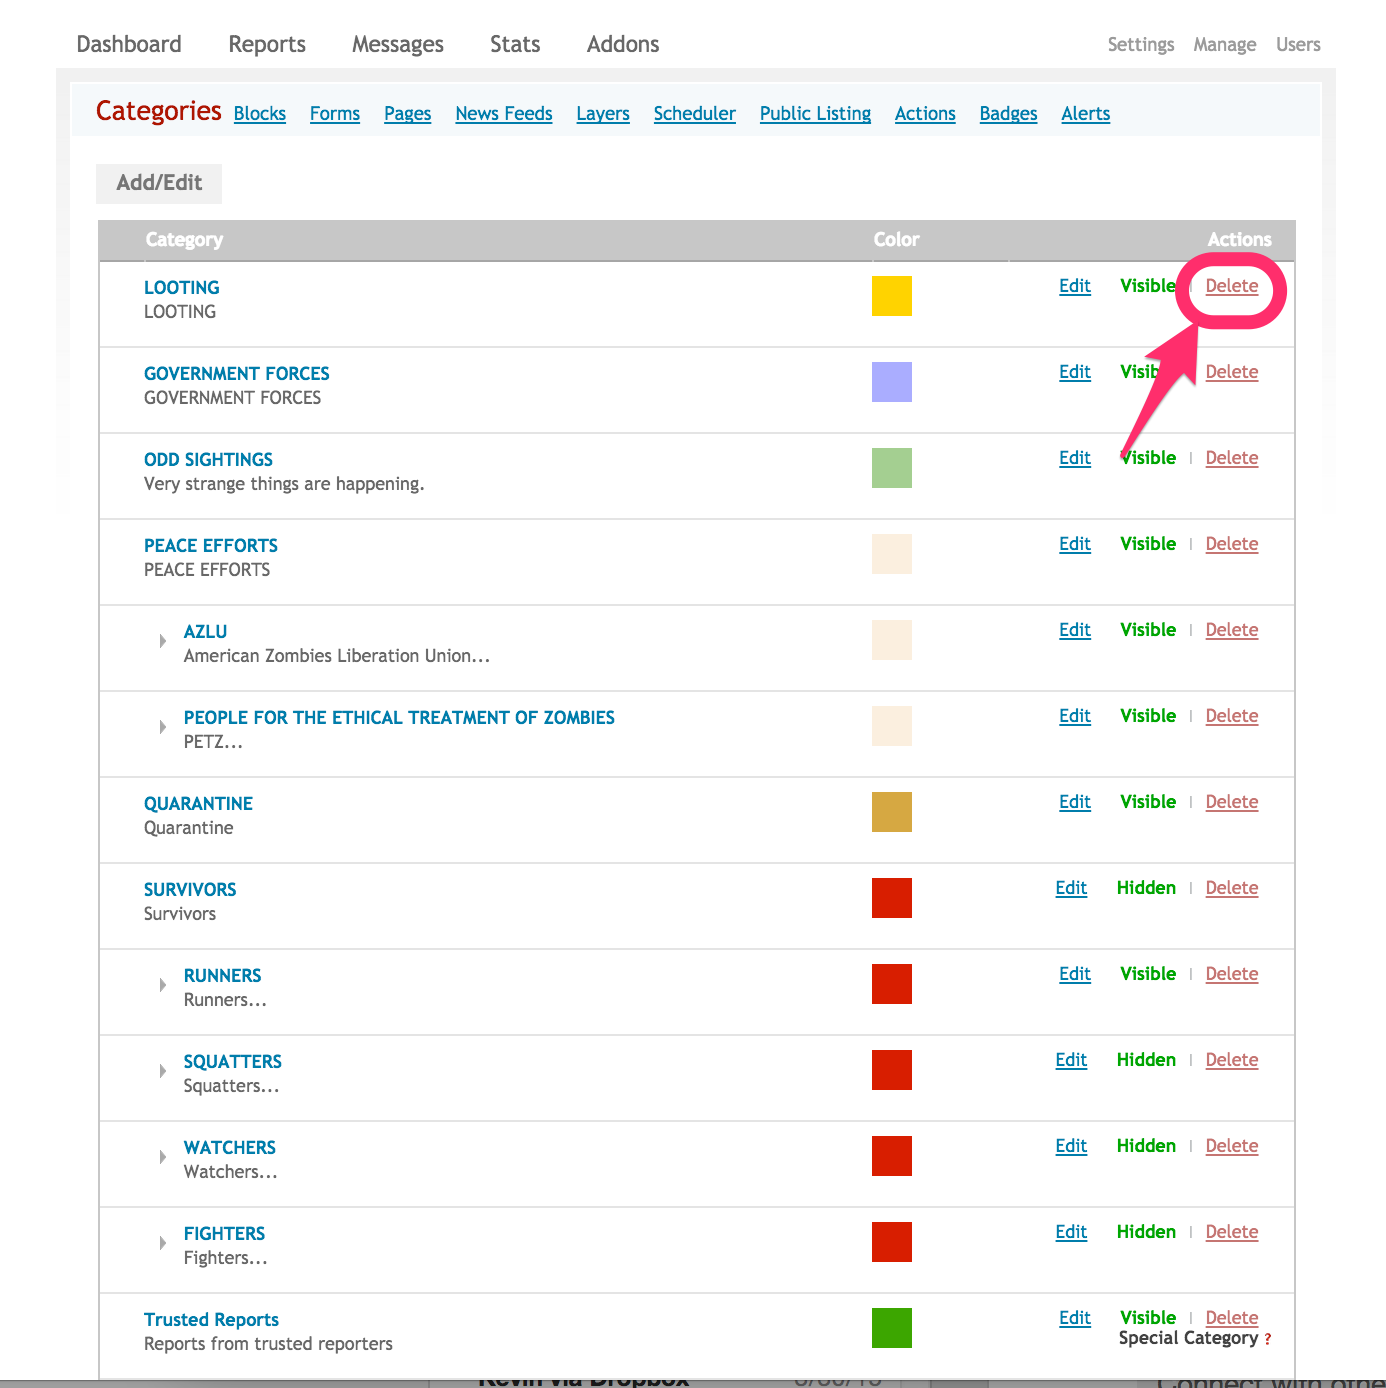 Dashboard Reports Messages Stats Addons Settings Manage Users
Categories Blocks Forms Pages News Feeds Layers Scheduler Public Listing Actions Badges Alerts
Add/Edit
Category Color Actions
LOOTING Edit Visible | Delete
LOOTING
GOVERNMENT FORCES Edit Delete
GOVERNMENT FORCES
ODD SIGHTINGS Edit Visible | Delete
Very strange things are happening.
PEACE EFFORTS Edit Visible | Delete
PEACE EFFORTS
AZLU Edit Visible | Delete
American Zombies Liberation Union...
PEOPLE FOR THE ETHICAL TREATMENT OF ZOMBIES Edit Visible | Delete
PETZ...
QUARANTINE Edit Visible | Delete
Quarantine
SURVIVORS Edit Hidden | Delete
Survivors
RUNNERS Edit Visible | Delete
Runners...
SQUATTERS Edit Hidden | Delete
Squatters...
WATCHERS Edit Hidden | Delete
Watchers...
FIGHTERS Edit Hidden | Delete
Fighters...
Trusted Reports Edit Visible | Delete
Reports from trusted reporters Special Category ?
Kevin via Dropbox Connect with othe